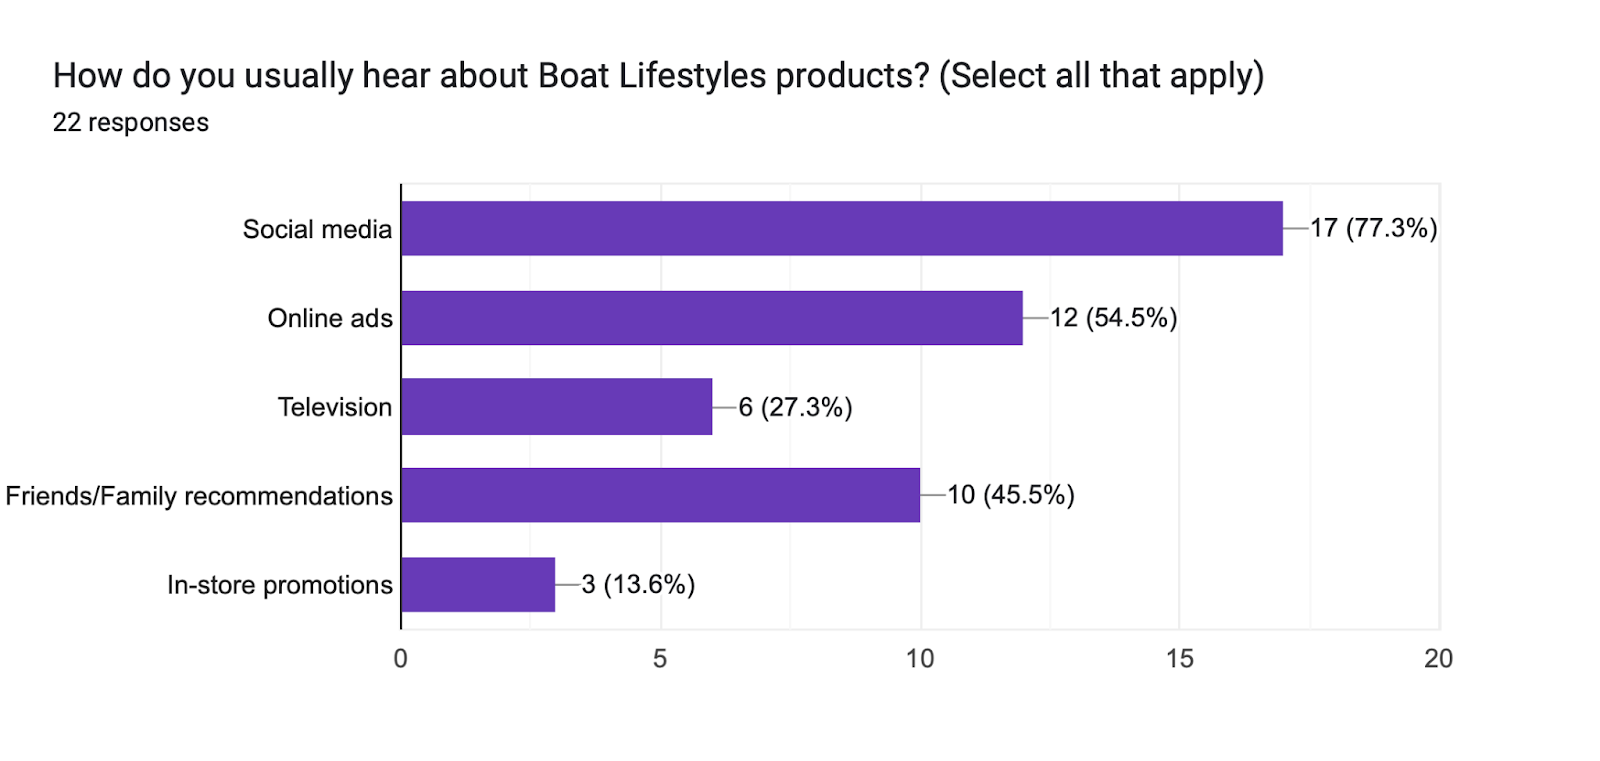 How do you usually hear about Boat Lifestyles products? (Select all that apply)
22 responses
Social media 17 (77.3%)
Online ads 12 (54.5%)
Television 6 (27.3%)
Friends/Family recommendations 10 (45.5%)
In-store promotions 3 (13.6%)
0 5 10 15 20